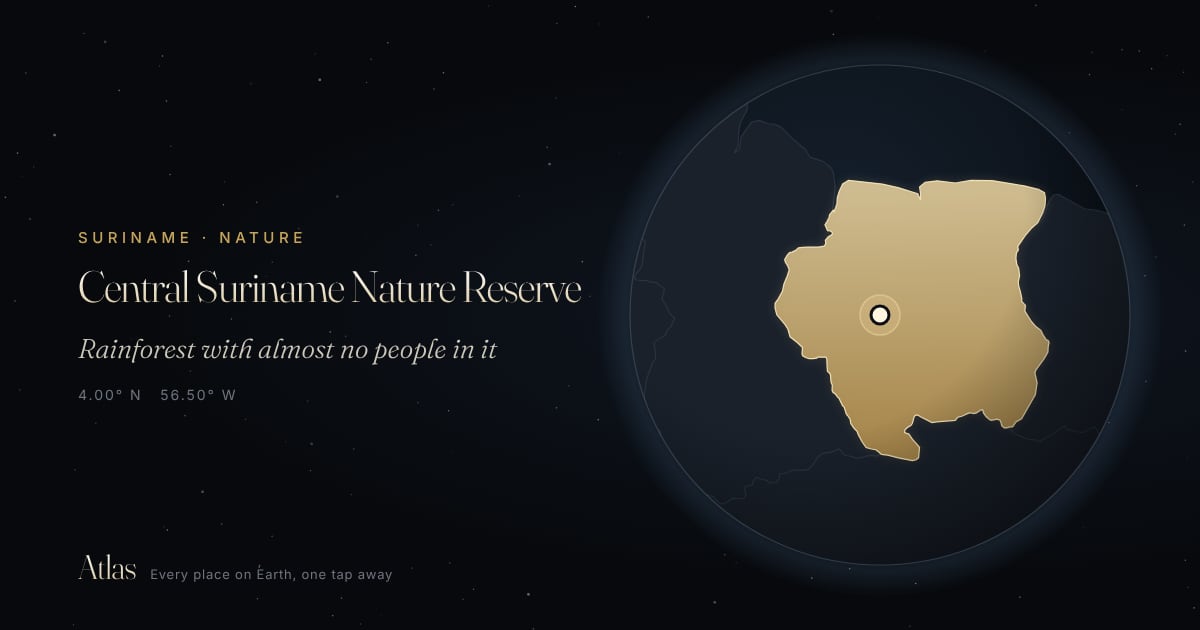 SURINAME · NATURE
Central Suriname Nature Reserve
Rainforest with almost no people in it
4.00° N 56.50° W
Atlas Every place on Earth, one tap away